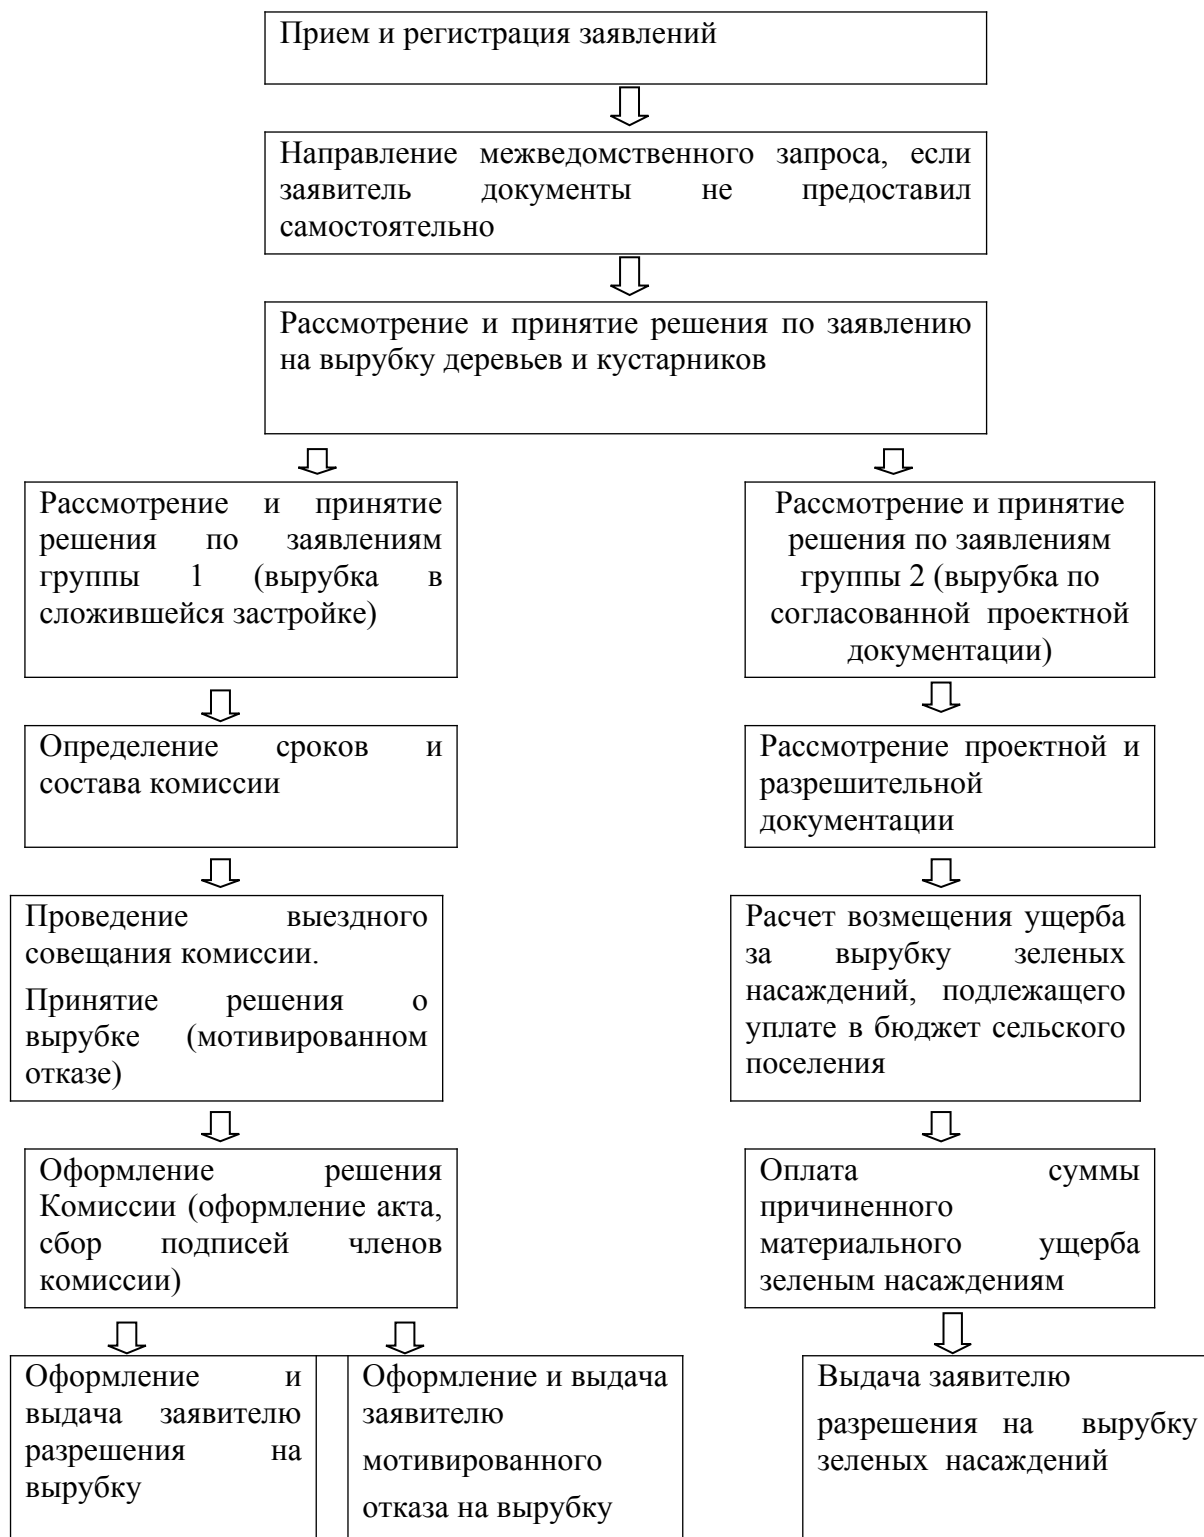 Прием и регистрация заявлений
Направление межведомственного запроса, если
заявитель документы не предоставил
самостоятельно
Рассмотрение и принятие решения по заявлению
на вырубку деревьев и кустарников
Рассмотрение и принятие
решения по заявлениям
группы 1 (вырубка в
сложившейся застройке)
Рассмотрение и принятие
решения по заявлениям
группы 2 (вырубка по
согласованной проектной
документации)
Определение сроков и
состава комиссии
Рассмотрение проектной и
разрешительной
документации
Проведение выездного
совещания комиссии.
Принятие решения о
вырубке (мотивированном
отказе)
Расчет возмещения ущерба
за вырубку зеленых
насаждений, подлежащего
уплате в бюджет сельского
поселения
Оформление решения
Комиссии (оформление акта,
сбор подписей членов
комиссии)
Оплата суммы
причиненного
материального ущерба
зеленым насаждениям
Оформление и
выдача заявителю
разрешения на
вырубку
Оформление и выдача
заявителю
мотивированного
отказа на вырубку
Выдача заявителю
разрешения на вырубку
зеленых насаждений